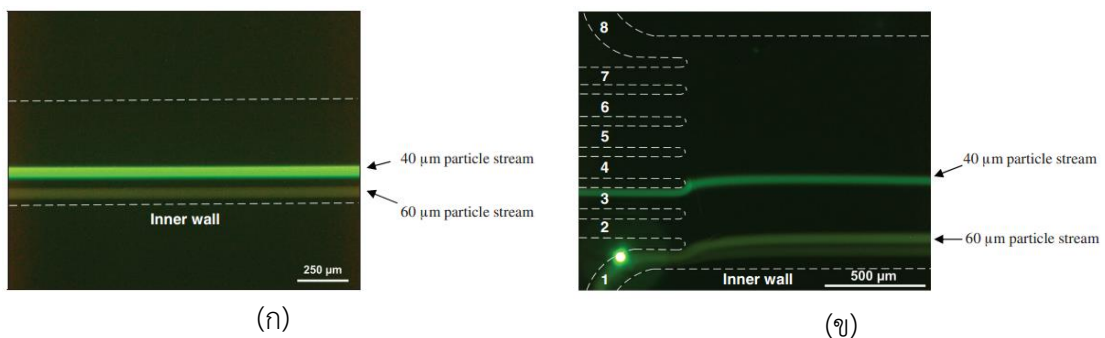 40 µm particle stream
60 µm particle stream
Inner wall
250 µm
(ก)
8
7
6
5
4
3
2
1
40 µm particle stream
60 µm particle stream
Inner wall
500 µm
(ข)